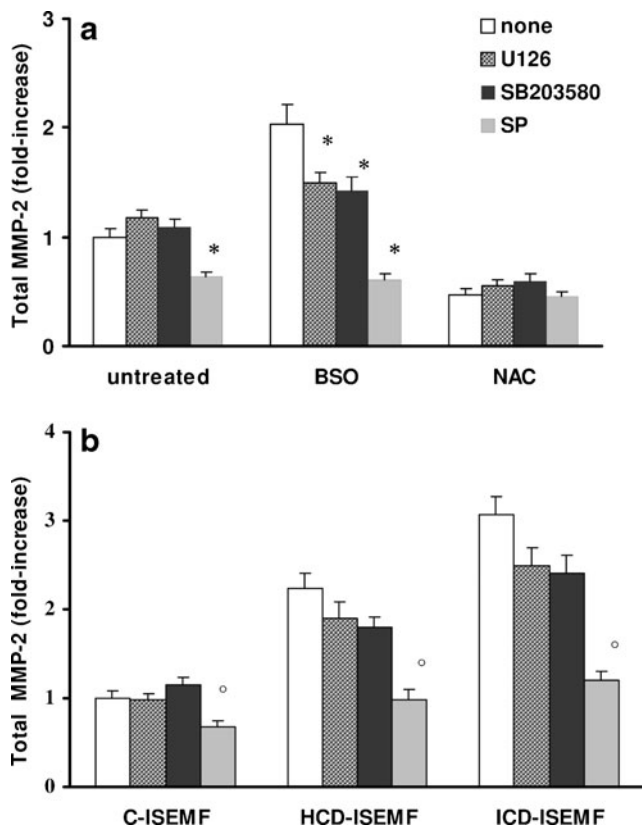 a
Total MMP-2 (fold-increase)
3
2
1
0
none
U126
SB203580
SP
*
*
*
*
untreated BSO NAC
b
Total MMP-2 (fold-increase)
4
3
2
1
0
°
°
°
C-ISEMF HCD-ISEMF ICD-ISEMF